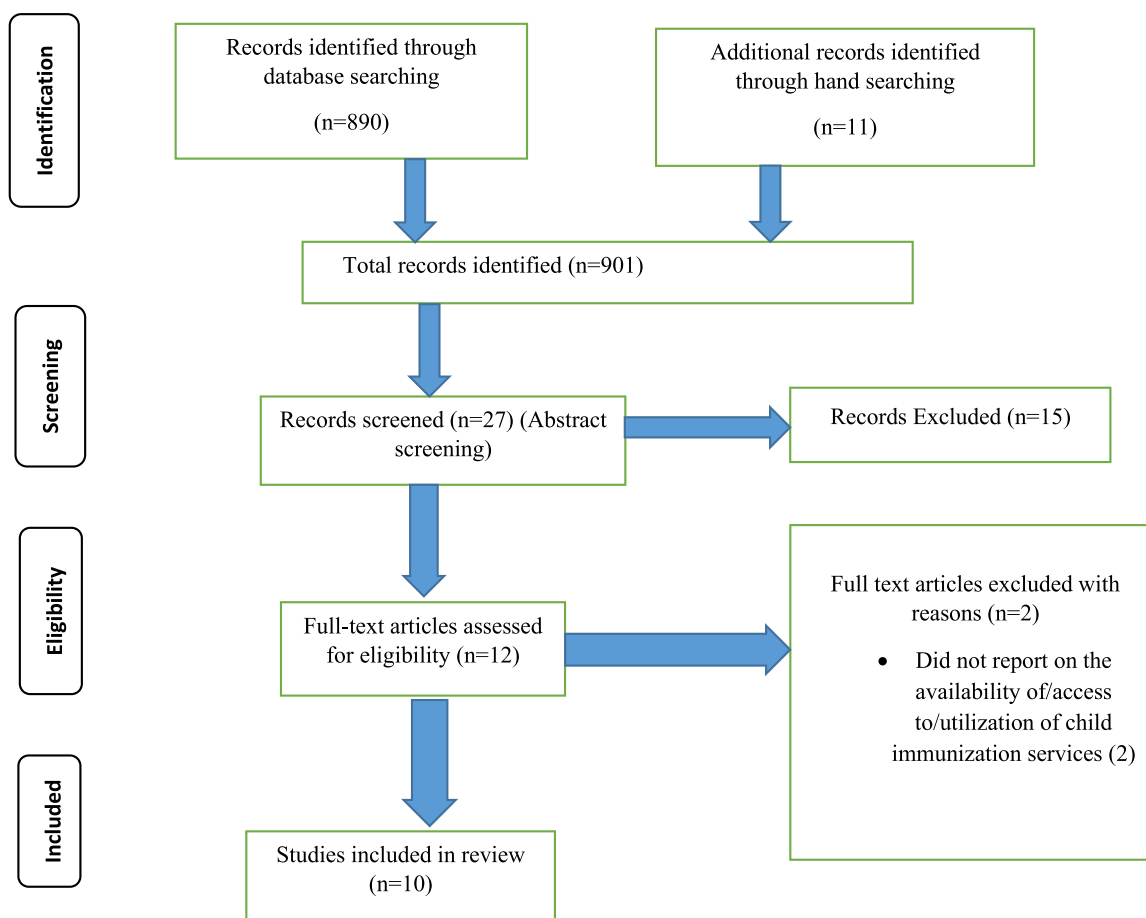 Identification
Records identified through
database searching
(n=890)
Additional records identified
through hand searching
(n=11)
Total records identified (n=901)
Screening
Records screened (n=27) (Abstract
screening)
Records Excluded (n=15)
Eligibility
Full-text articles assessed
for eligibility (n=12)
Full text articles excluded with
reasons (n=2)
• Did not report on the
availability of/access
to/utilization of child
immunization services (2)
Included
Studies included in review
(n=10)